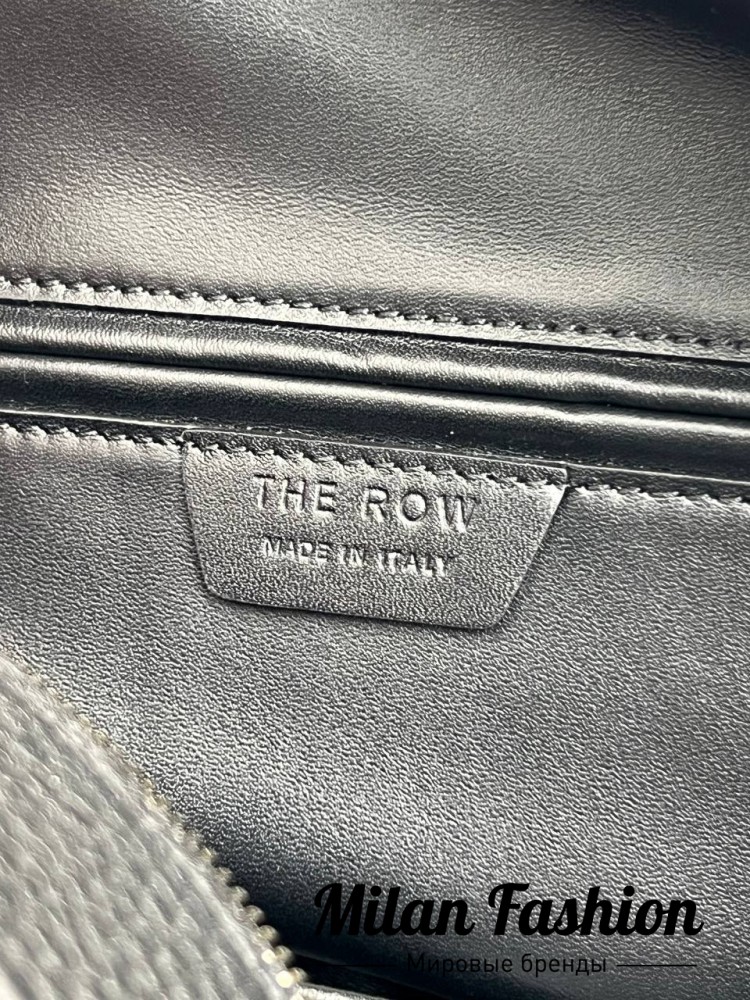 THE ROW
MADE IN ITALY
Milan Fashion
Мировые бренды